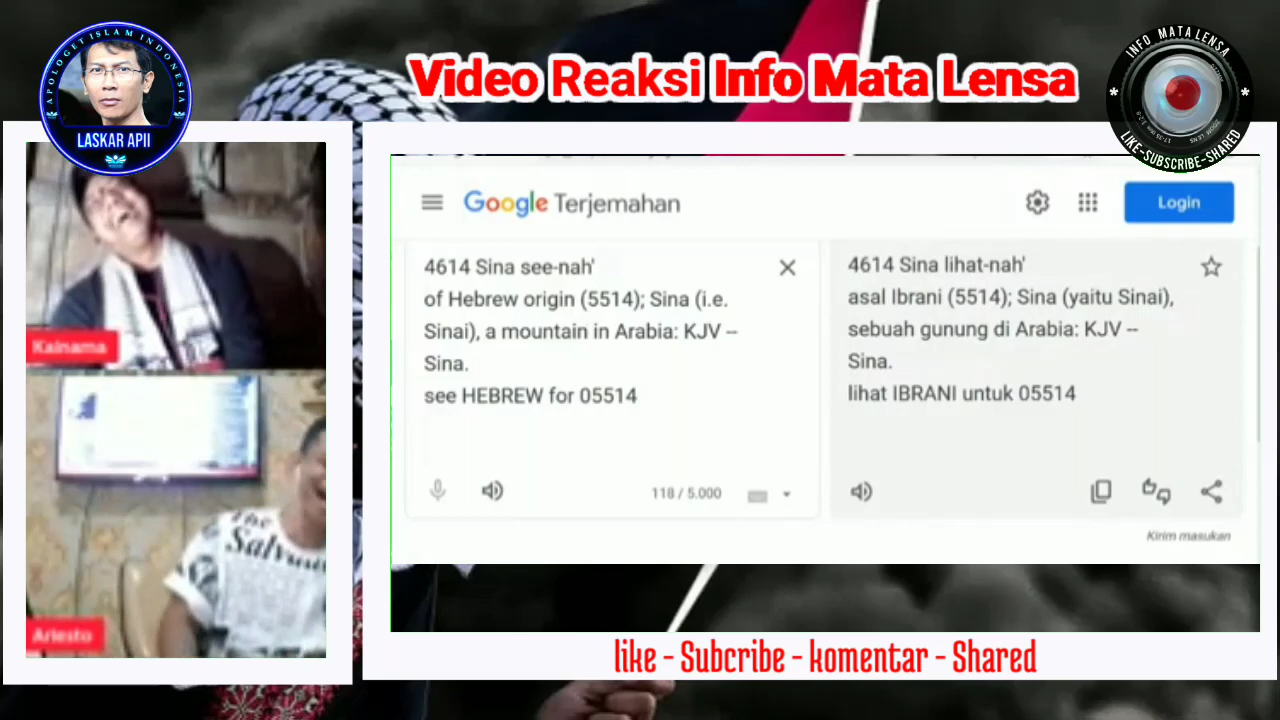 APOLOGET ISLAM INDONESIA
LASKAR APII
Video Reaksi Info Mata Lensa
INFO MATA LENSA
* *
LIKE-SUBSCRIBE-SHARED
Kainama
The
Ariesto
Google Terjemahan
Login
4614 Sina see-nah'
of Hebrew origin (5514); Sina (i.e.
Sinai), a mountain in Arabia: KJV --
Sina.
see HEBREW for 05514
118 / 5.000
4614 Sina lihat-nah'
asal Ibrani (5514); Sina (yaitu Sinai),
sebuah gunung di Arabia: KJV --
Sina.
lihat IBRANI untuk 05514
Kirim masukan
like - Subcribe - komentar - Shared